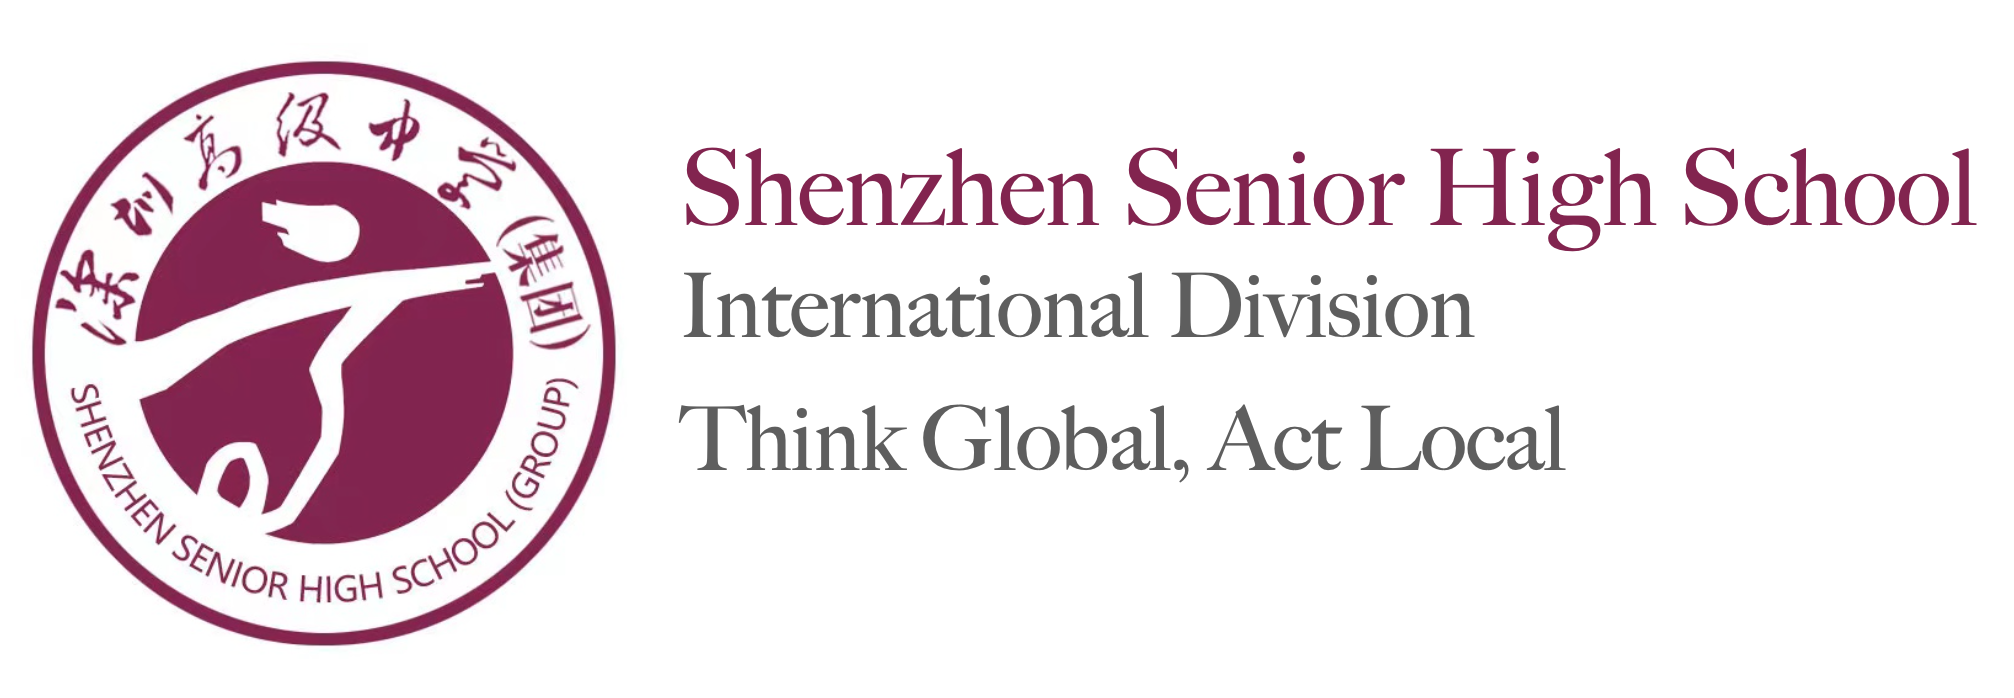 深圳高级中学(集团)
SHENZHEN SENIOR HIGH SCHOOL (GROUP)
Shenzhen Senior High School
International Division
Think Global, Act Local